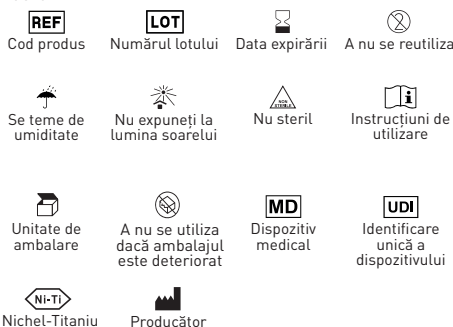 REF LOT
Cod produs Numărul lotului Data expirării A nu se reutiliza
NON
STERILE
Se teme de umiditate
Nu expuneți la lumina soarelui
Nu steril
Instrucțiuni de utilizare
MD UDI
Unitate de ambalare
A nu se utiliza dacă ambalajul este deteriorat
Dispozitiv medical
Identificare unică a dispozitivului
Ni-Ti
Nichel-Titaniu Producător